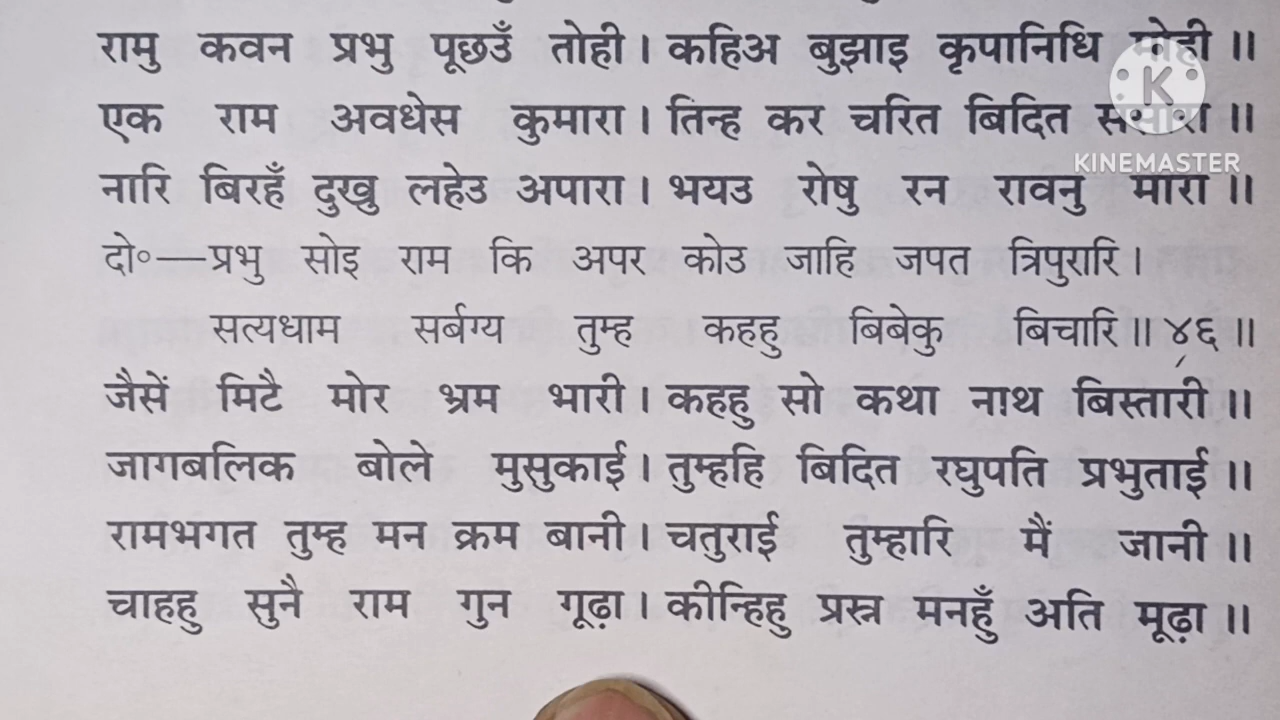 रामु कवन प्रभु पूछउँ तोही। कहिअ बुझाइ कृपानिधि मोही॥
एक राम अवधेस कुमारा। तिन्ह कर चरित बिदित संसारा॥
KINEMASTER
नारि बिरहँ दुखु लहेउ अपारा। भयउ रोषु रन रावनु मारा॥
दो॰—प्रभु सोइ राम कि अपर कोउ जाहि जपत त्रिपुरारि।
सत्यधाम सर्बग्य तुम्ह कहहु बिबेकु बिचारि॥ ४६॥
जैसें मिटै मोर भ्रम भारी। कहहु सो कथा नाथ बिस्तारी॥
जागबलिक बोले मुसुकाई। तुम्हहि बिदित रघुपति प्रभुताई॥
रामभगत तुम्ह मन क्रम बानी। चतुराई तुम्हारि मैं जानी॥
चाहहु सुनै राम गुन गूढ़ा। कीन्हिहु प्रस्न मनहुँ अति मूढ़ा॥